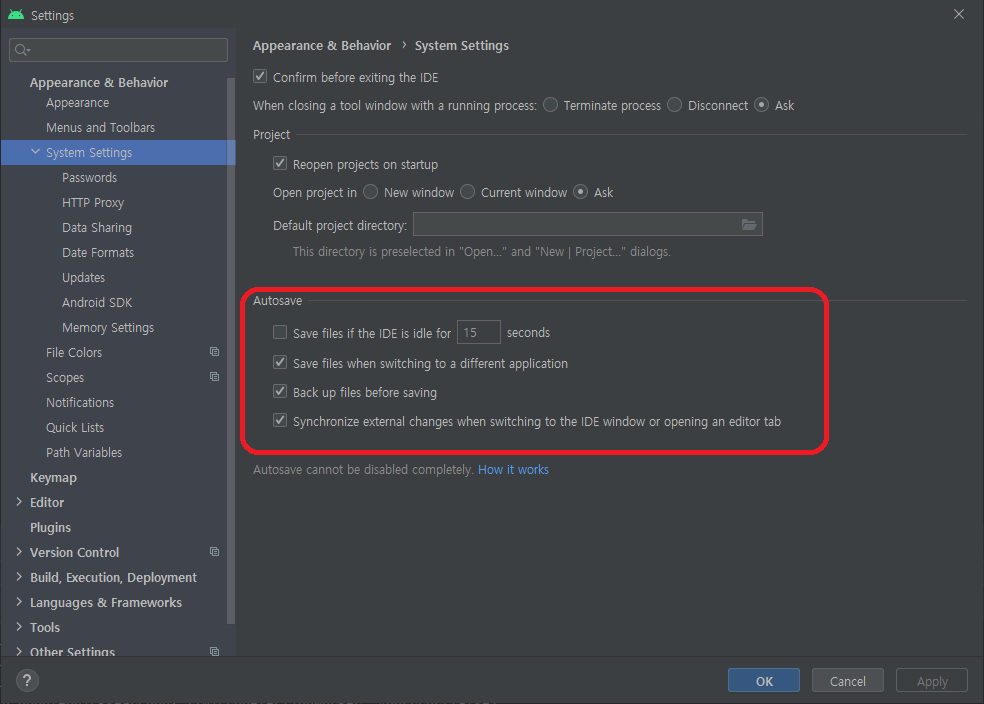 Settings
Appearance & Behavior
Appearance
Menus and Toolbars
System Settings
Passwords
HTTP Proxy
Data Sharing
Date Formats
Updates
Android SDK
Memory Settings
File Colors
Scopes
Notifications
Quick Lists
Path Variables
Keymap
Editor
Plugins
Version Control
Build, Execution, Deployment
Languages & Frameworks
Tools
Other Settings
Appearance & Behavior › System Settings
Confirm before exiting the IDE
When closing a tool window with a running process: Terminate process Disconnect Ask
Project
Reopen projects on startup
Open project in New window Current window Ask
Default project directory:
This directory is preselected in "Open..." and "New | Project..." dialogs.
Autosave
Save files if the IDE is idle for 15 seconds
Save files when switching to a different application
Back up files before saving
Synchronize external changes when switching to the IDE window or opening an editor tab
Autosave cannot be disabled completely. How it works
? OK Cancel Apply